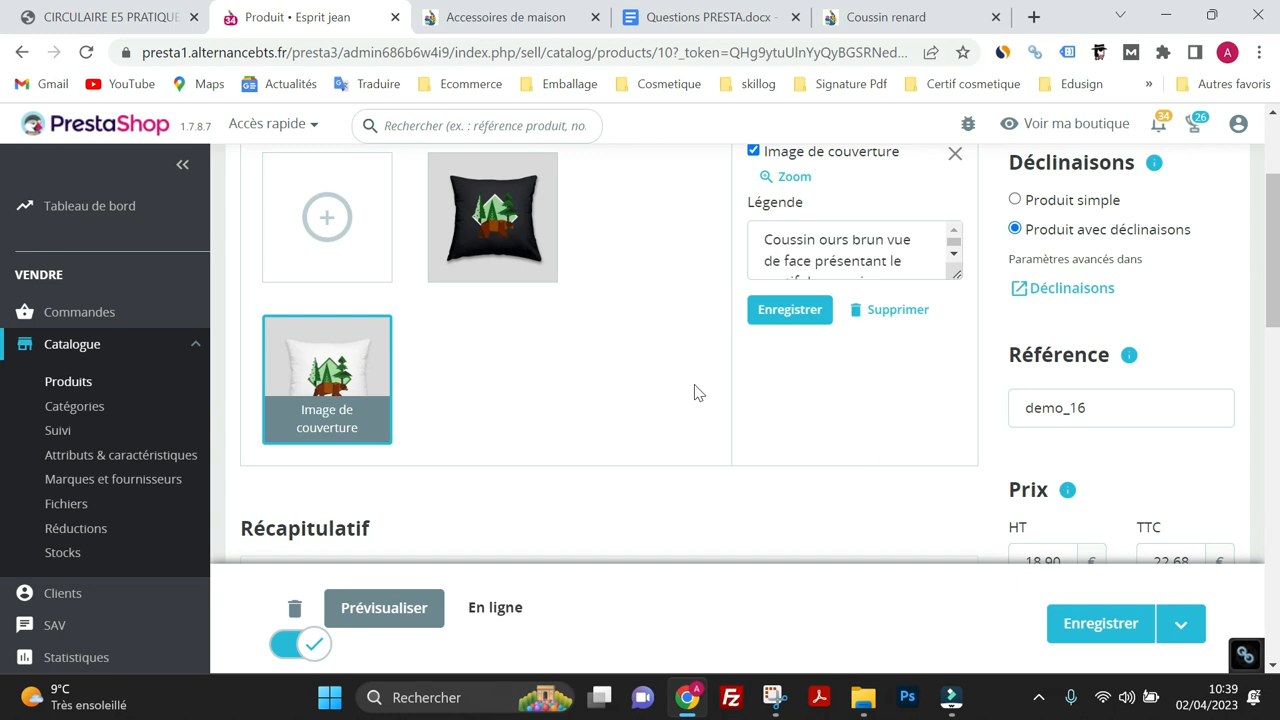 CIRCULAIRE E5 PRATIQUE
Produit • Esprit jean
Accessoires de maison
Questions PRESTA.docx -
Coussin renard
presta1.alternancebts.fr/presta3/admin686b6w4i9/index.php/sell/catalog/products/10?_token=QHg9ytuUlnYyQyBGSRNed...
Gmail
YouTube
Maps
Actualités
Traduire
Ecommerce
Emballage
Cosmetique
skillog
Signature Pdf
Certif cosmetique
Edusign
»
Autres favoris
PrestaShop
1.7.8.7
Accès rapide
Rechercher (ex. : référence produit, no
Voir ma boutique
34
26
Tableau de bord
VENDRE
Commandes
Catalogue
Produits
Catégories
Suivi
Attributs & caractéristiques
Marques et fournisseurs
Fichiers
Réductions
Stocks
Clients
SAV
Statistiques
Image de
couverture
Image de couverture
Zoom
Légende
Coussin ours brun vue
de face présentant le
Enregistrer
Supprimer
Récapitulatif
Déclinaisons
Produit simple
Produit avec déclinaisons
Paramètres avancés dans
Déclinaisons
Référence
demo_16
Prix
HT
TTC
18,90 €
22,68 €
Prévisualiser
En ligne
Enregistrer
9°C
Très ensoleillé
Rechercher
10:39
02/04/2023